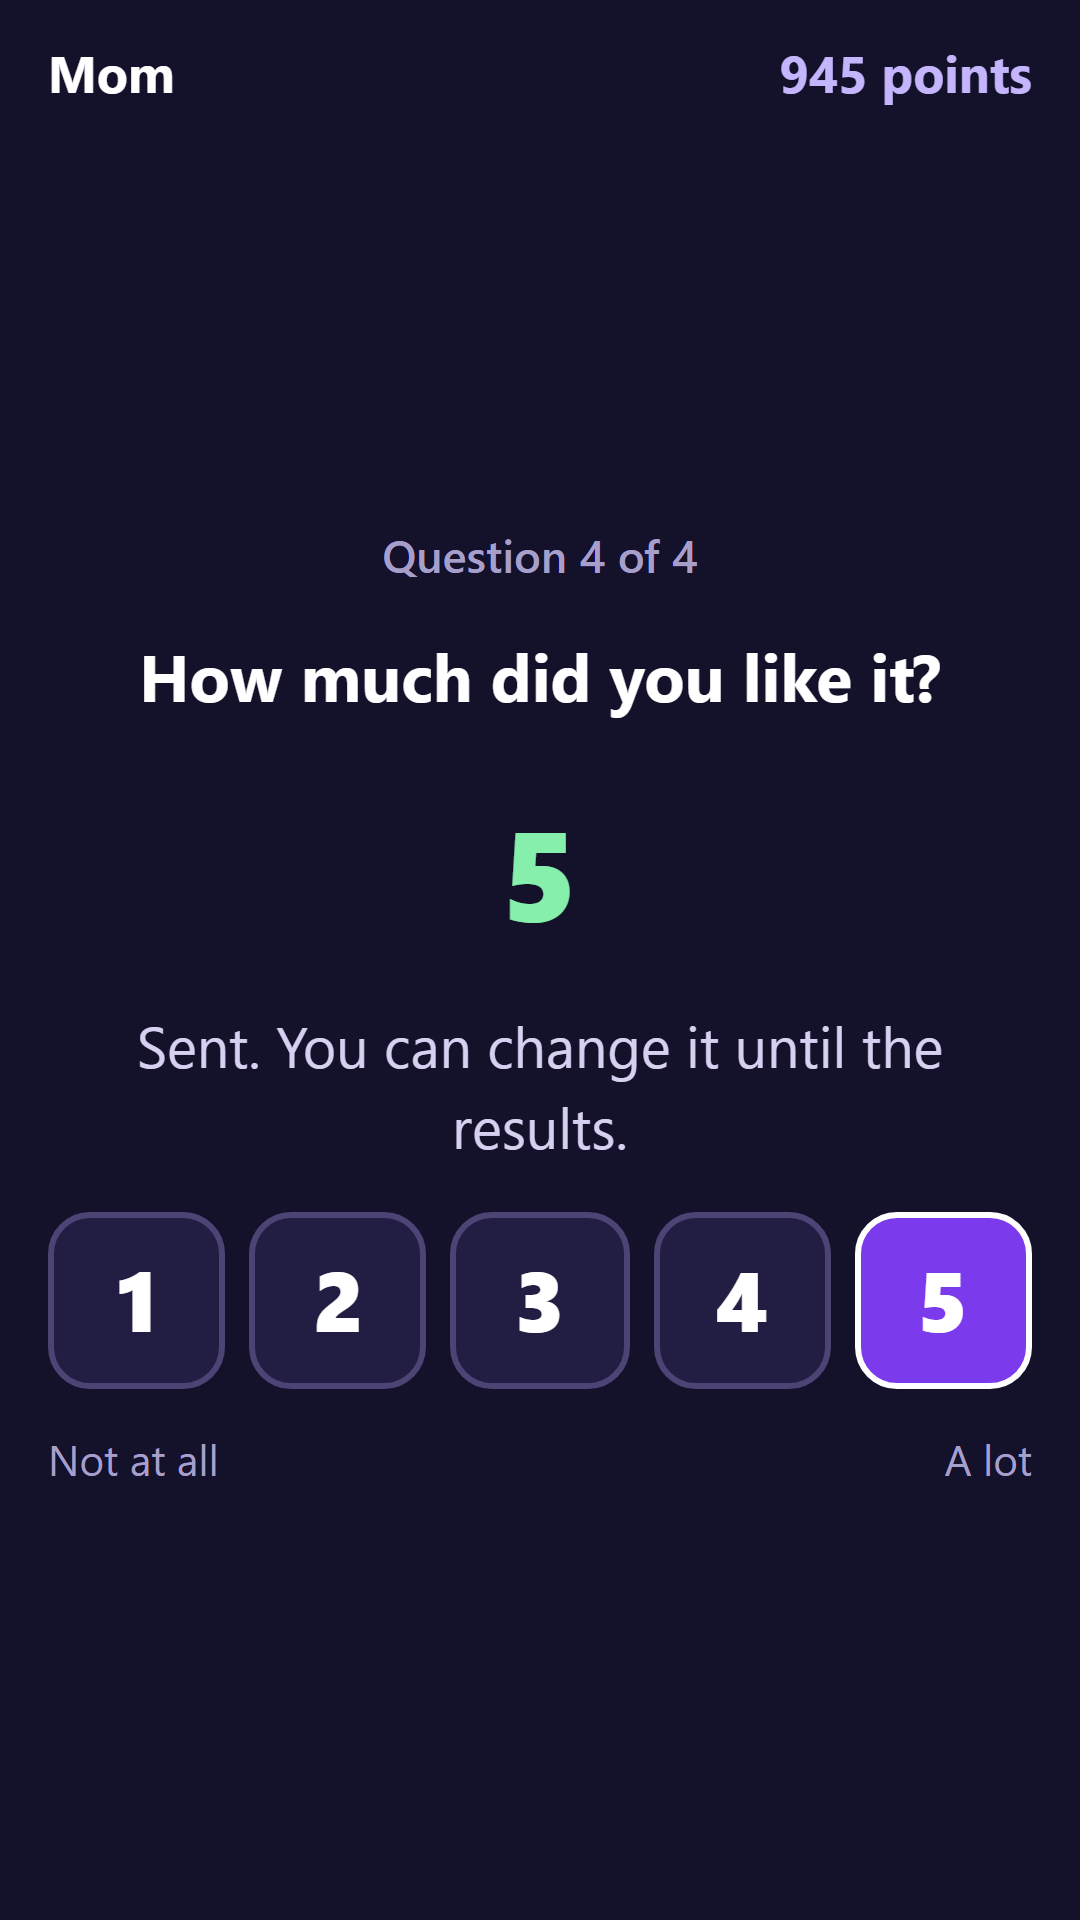 Mom
945 points
Question 4 of 4
How much did you like it?
5
Sent. You can change it until the
results.
1 2 3 4 5
Not at all
A lot